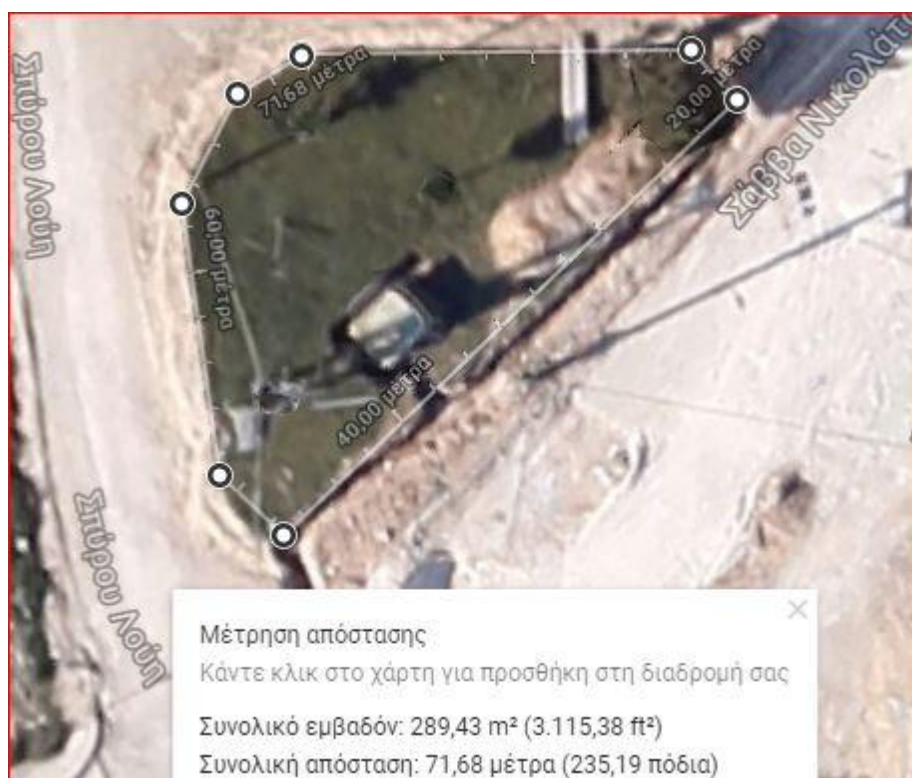 Σπύρου Λούη
71,68 μέτρα
20,00 μέτρα
Σάββα Νικολάτο
60,00 μέτρα
40,00 μέτρα
Σπύρου Λούη
Μέτρηση απόστασης
Κάντε κλικ στο χάρτη για προσθήκη στη διαδρομή σας
Συνολικό εμβαδόν: 289,43 m² (3.115,38 ft²)
Συνολική απόσταση: 71,68 μέτρα (235,19 πόδια)